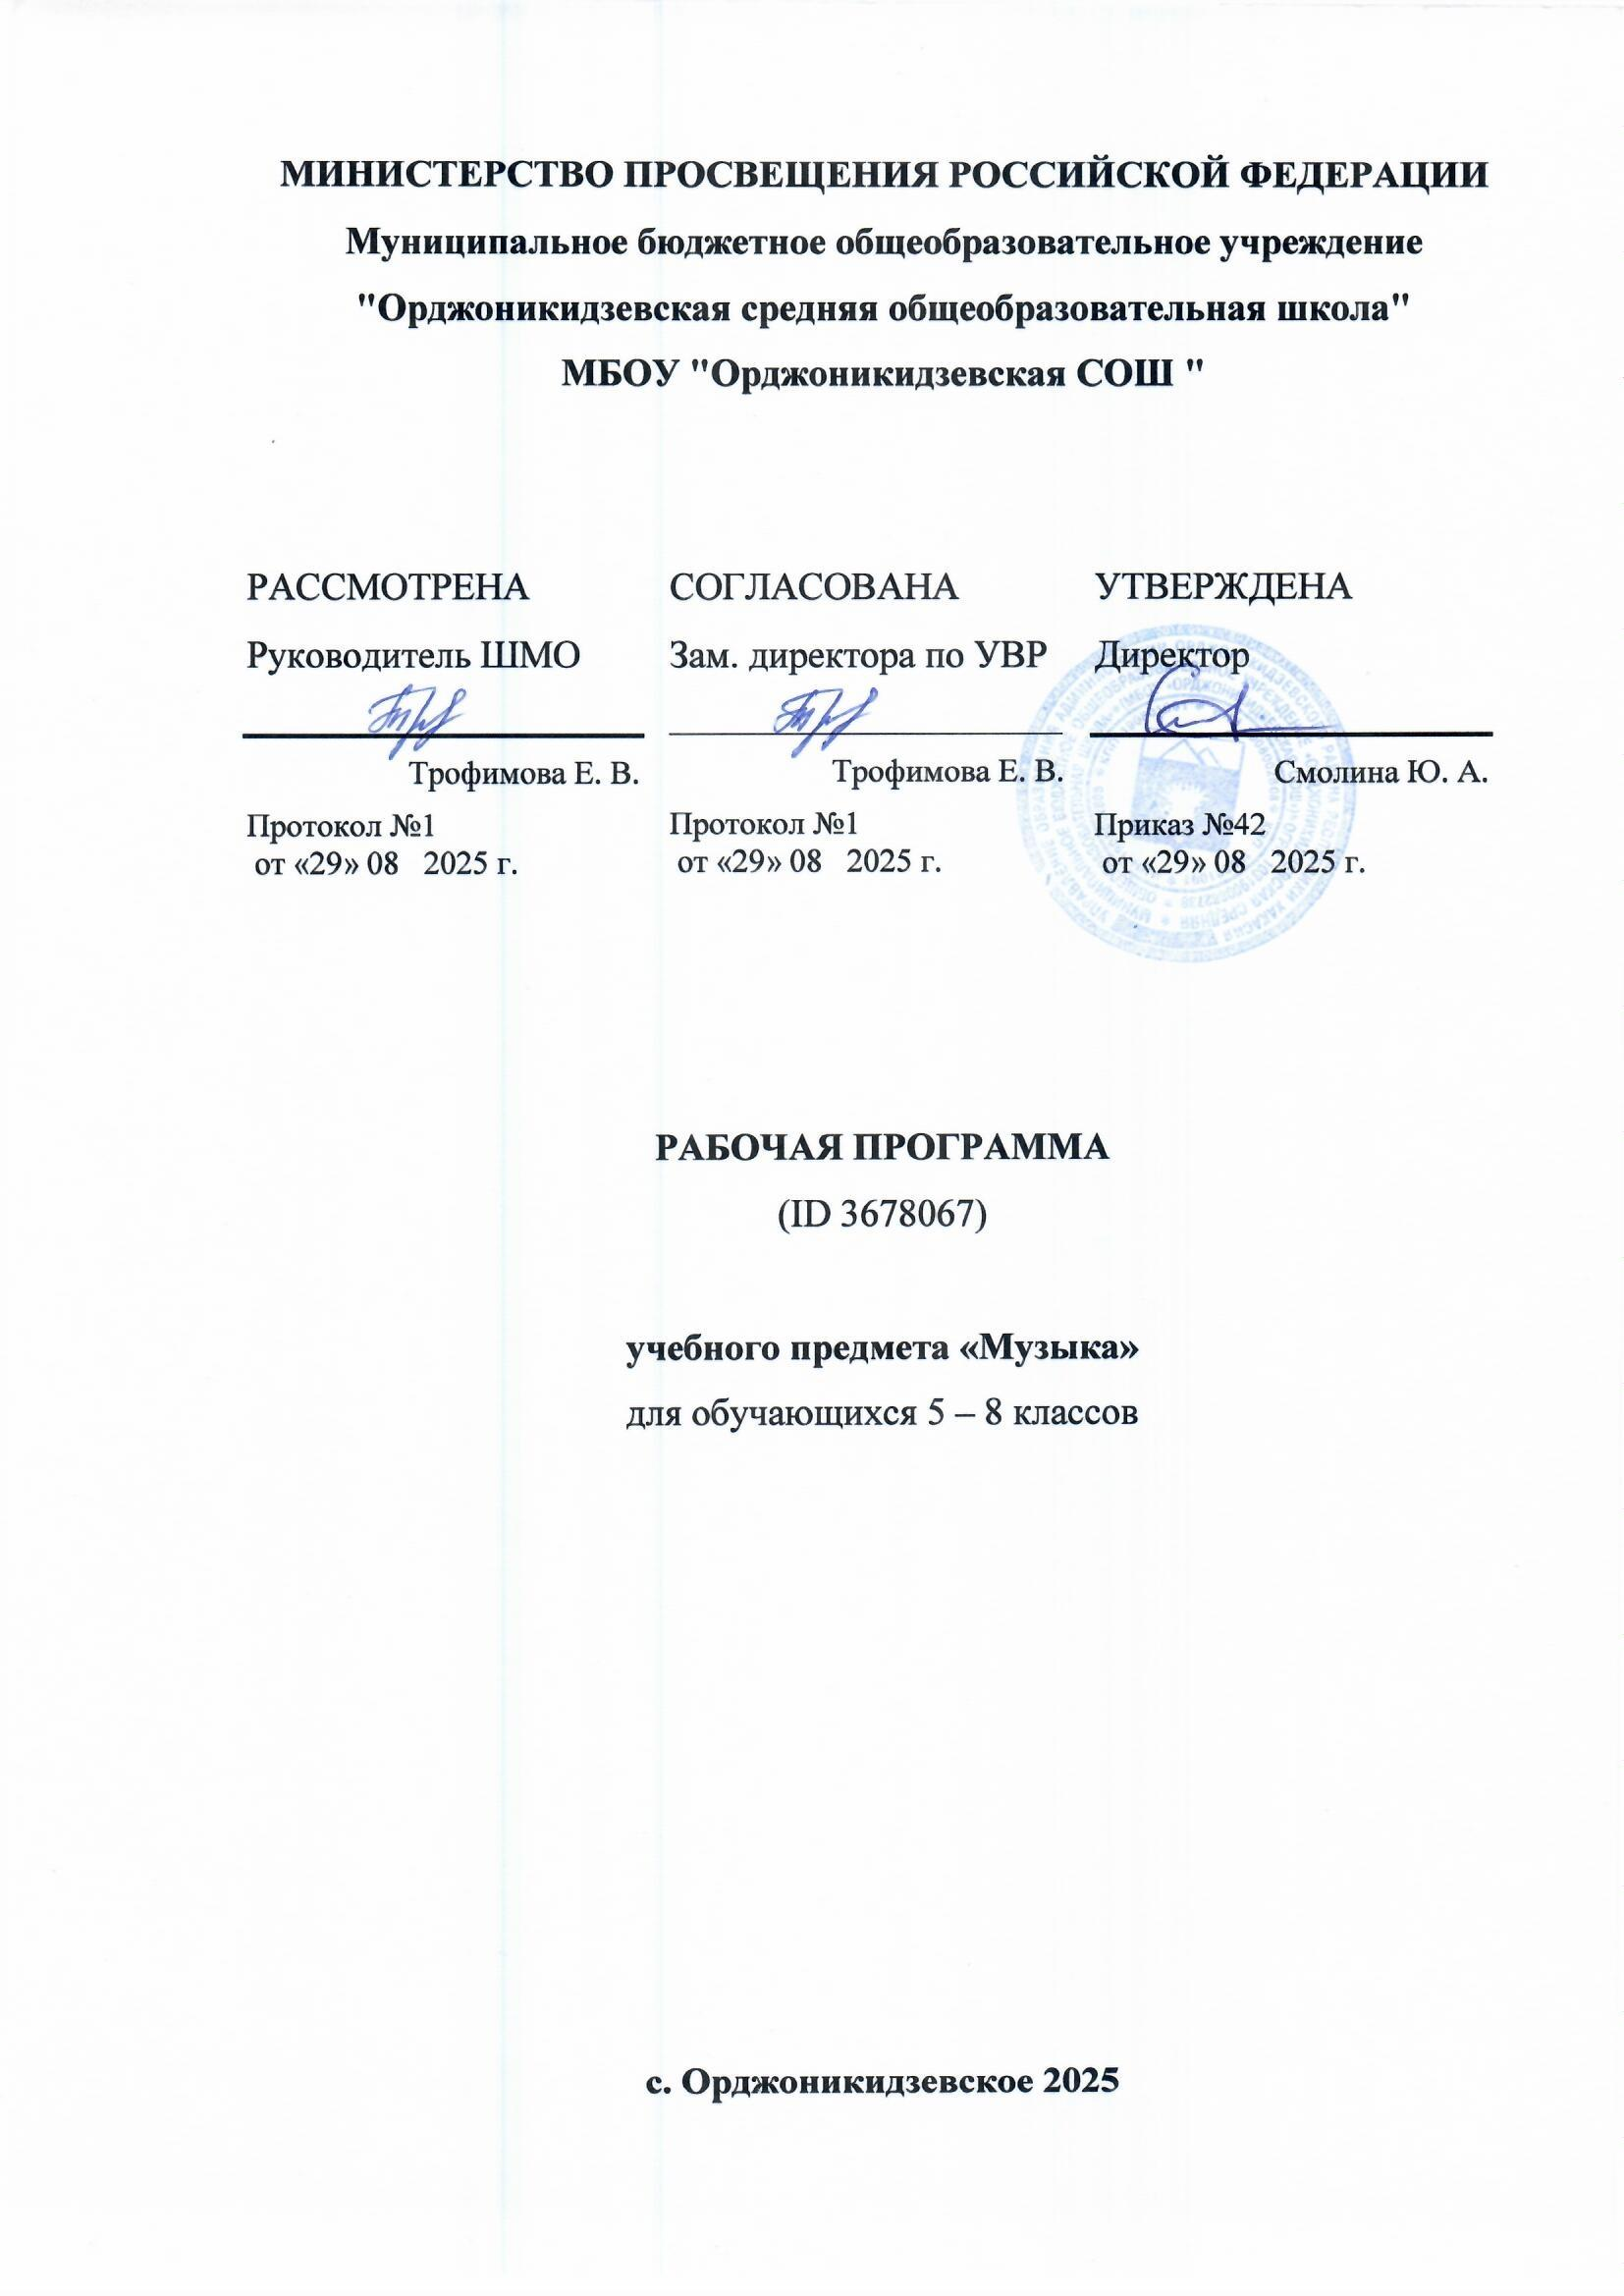 МИНИСТЕРСТВО ПРОСВЕЩЕНИЯ РОССИЙСКОЙ ФЕДЕРАЦИИ
Муниципальное бюджетное общеобразовательное учреждение
"Орджоникидзевская средняя общеобразовательная школа"
МБОУ "Орджоникидзевская СОШ "
РАССМОТРЕНА
Руководитель ШМО
Трофимова Е. В.
Протокол №1
от «29» 08 2025 г.
СОГЛАСОВАНА
Зам. директора по УВР
Трофимова Е. В.
Протокол №1
от «29» 08 2025 г.
УТВЕРЖДЕНА
Директор
Смолина Ю. А.
Приказ №42
от «29» 08 2025 г.
РАБОЧАЯ ПРОГРАММА
(ID 3678067)
учебного предмета «Музыка»
для обучающихся 5 – 8 классов
с. Орджоникидзевское 2025